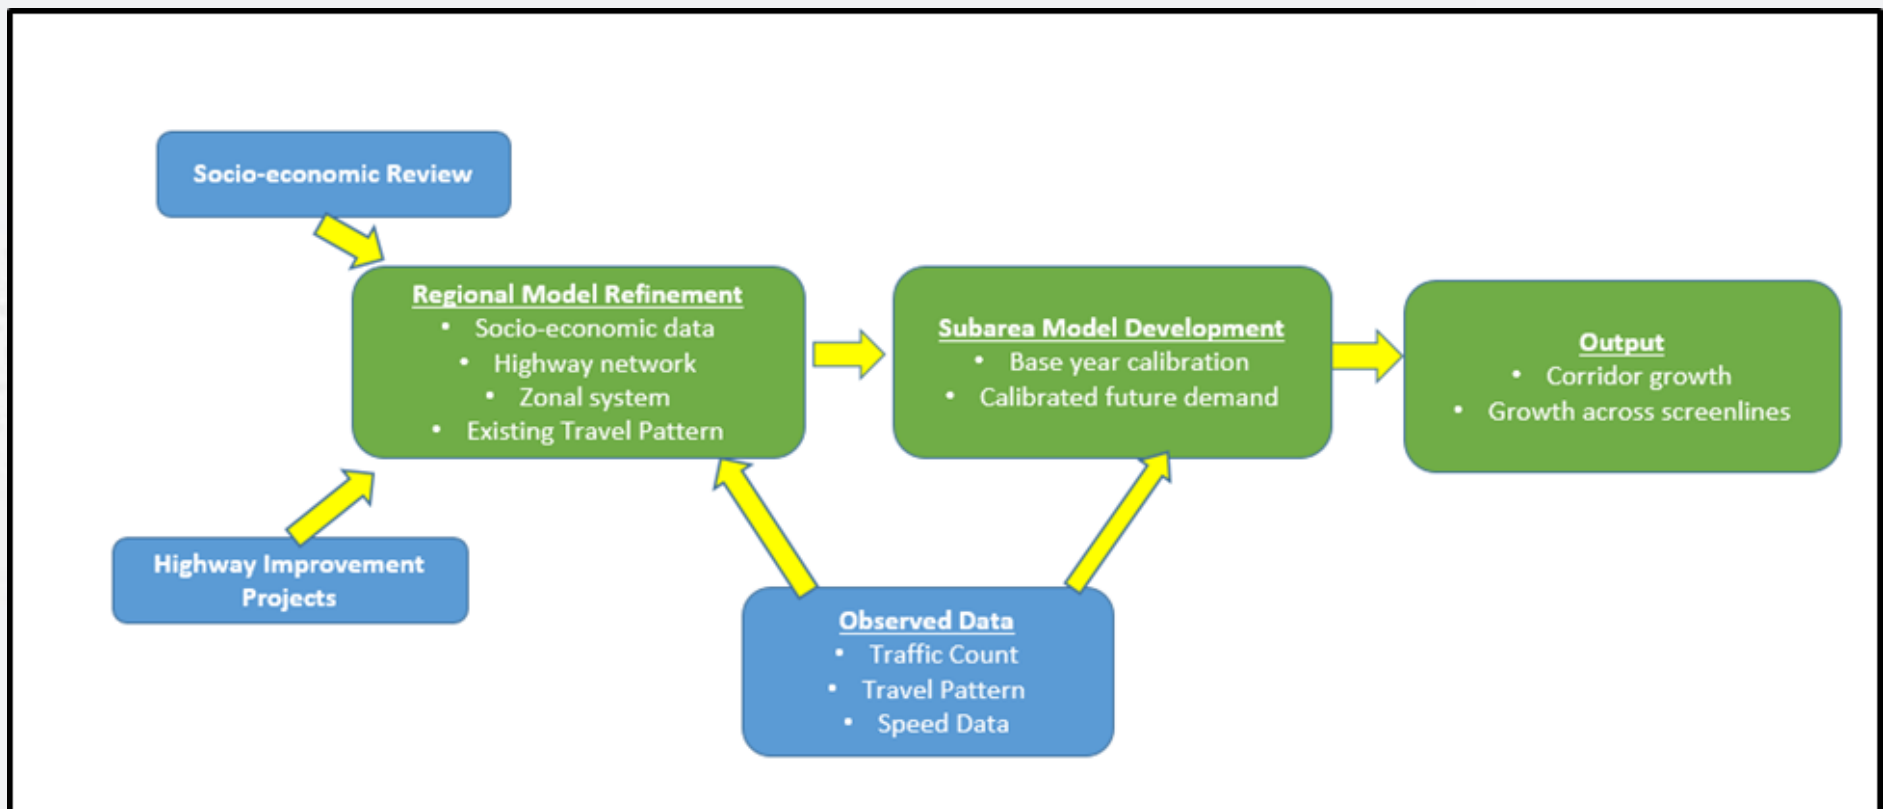 Socio-economic Review
Regional Model Refinement
• Socio-economic data
• Highway network
• Zonal system
• Existing Travel Pattern
Subarea Model Development
• Base year calibration
• Calibrated future demand
Output
• Corridor growth
• Growth across screenlines
Highway Improvement
Projects
Observed Data
• Traffic Count
• Travel Pattern
• Speed Data